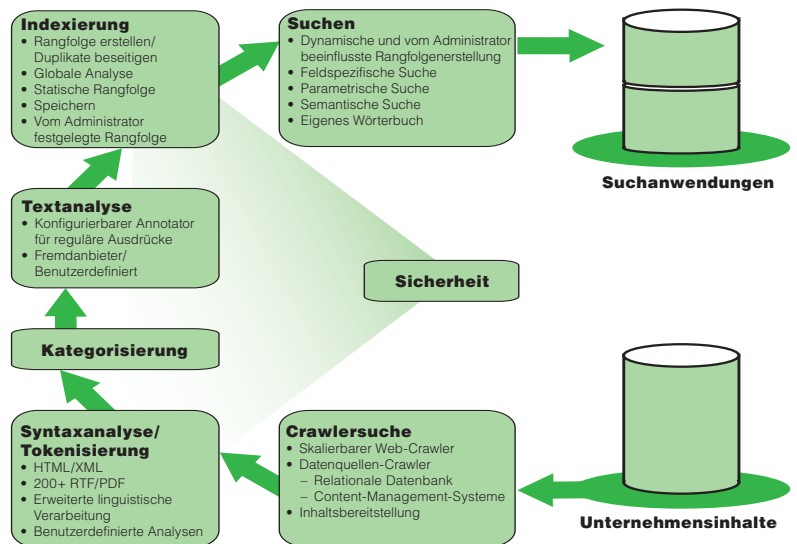 Indexierung
• Rangfolge erstellen/
Duplikate beseitigen
• Globale Analyse
• Statische Rangfolge
• Speichern
• Vom Administrator
festgelegte Rangfolge
Suchen
• Dynamische und vom Administrator
beeinflusste Rangfolgenerstellung
• Feldspezifische Suche
• Parametrische Suche
• Semantische Suche
• Eigenes Wörterbuch
Suchanwendungen
Textanalyse
• Konfigurierbarer Annotator
für reguläre Ausdrücke
• Fremdanbieter/
Benutzerdefiniert
Sicherheit
Kategorisierung
Syntaxanalyse/
Tokenisierung
• HTML/XML
• 200+ RTF/PDF
• Erweiterte linguistische
Verarbeitung
• Benutzerdefinierte Analysen
Crawlersuche
• Skalierbarer Web-Crawler
• Datenquellen-Crawler
– Relationale Datenbank
– Content-Management-Systeme
• Inhaltsbereitstellung
Unternehmensinhalte